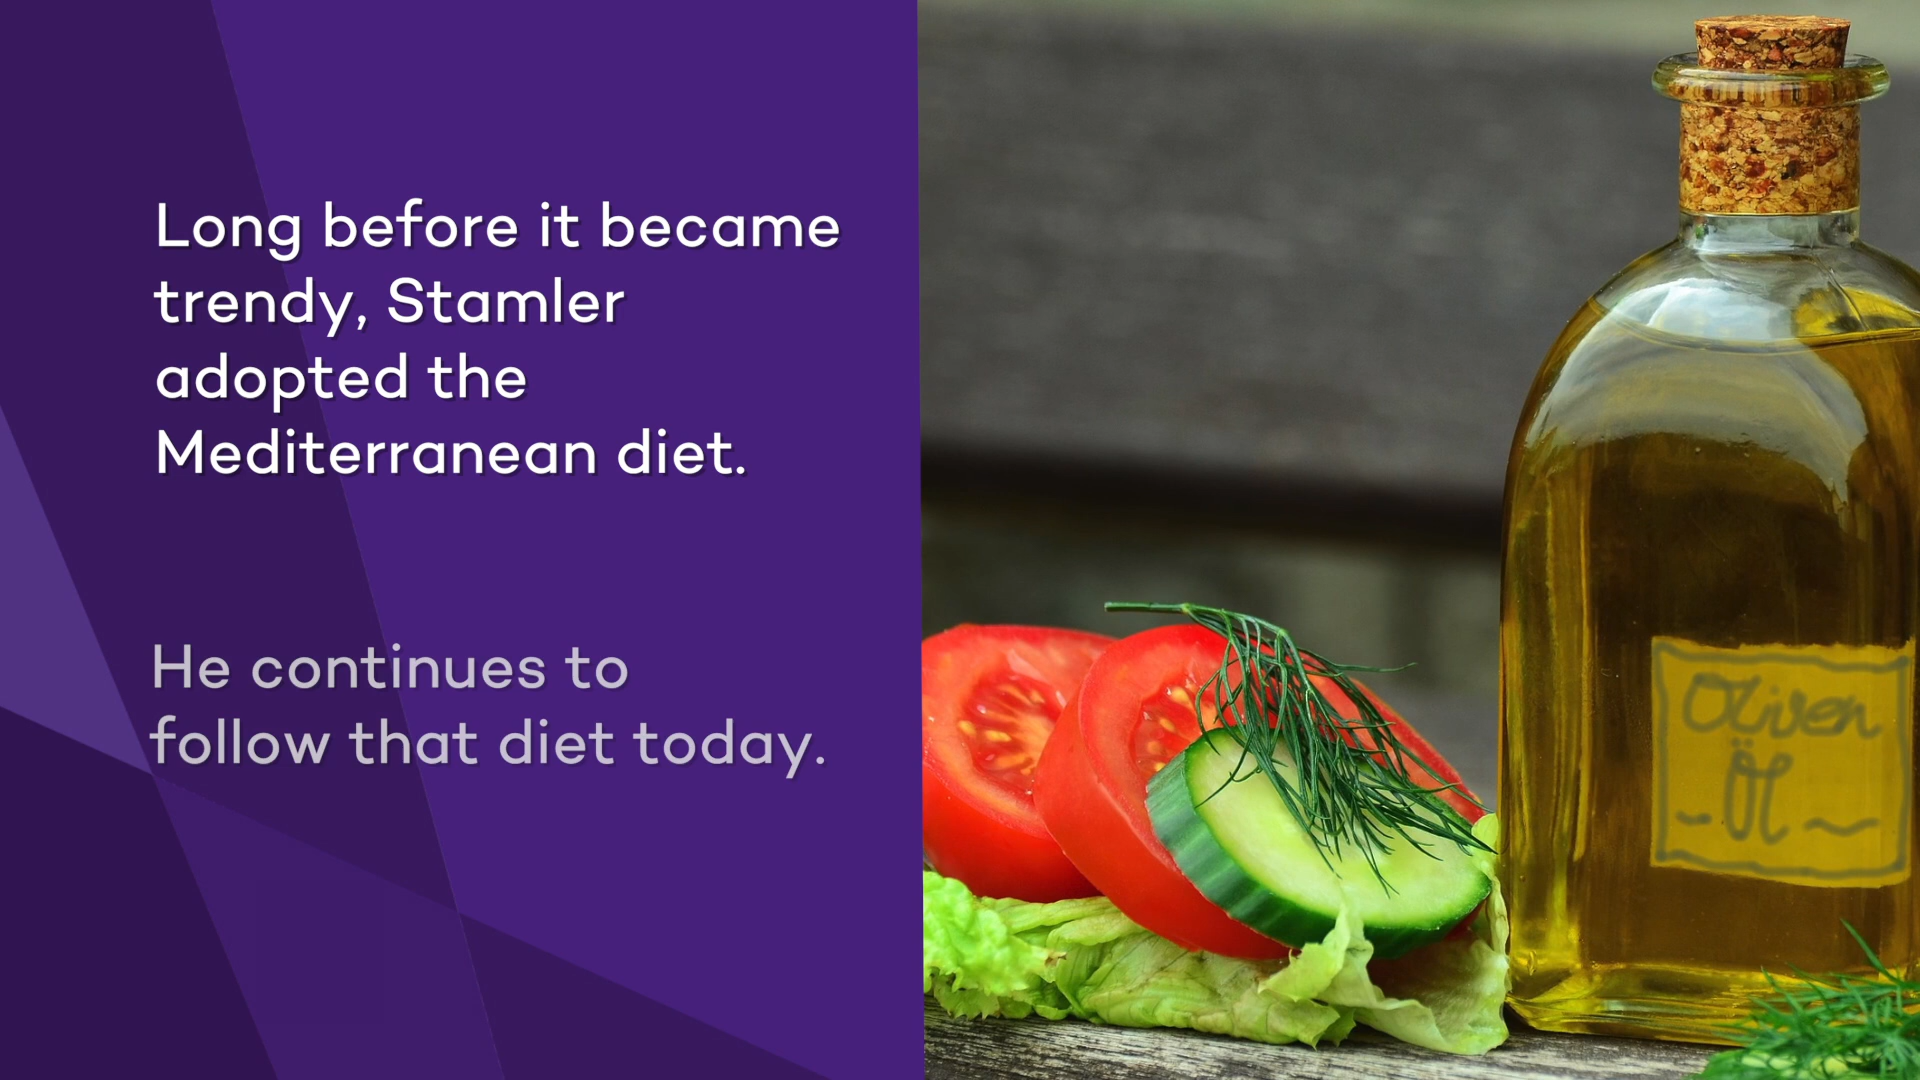 Long before it became
trendy, Stamler
adopted the
Mediterranean diet.
He continues to
follow that diet today.
Oliven
Öl